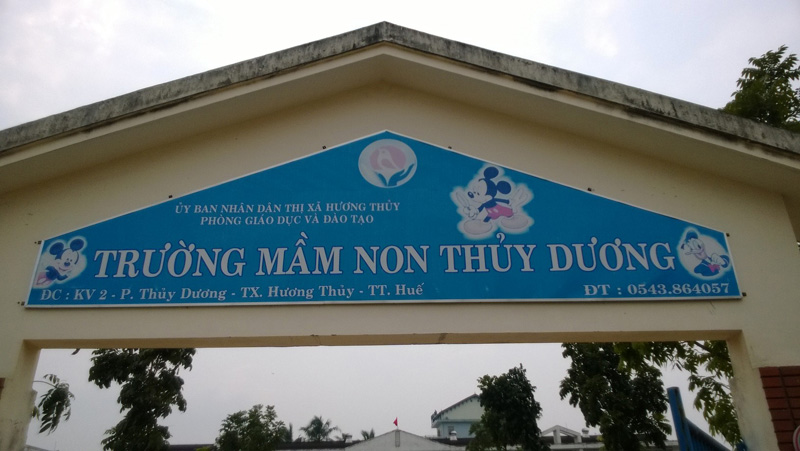 ỦY BAN NHÂN DÂN THỊ XÃ HƯƠNG THỦY
PHÒNG GIÁO DỤC VÀ ĐÀO TẠO
TRƯỜNG MẦM NON THỦY DƯƠNG
ĐC : KV 2 - P. Thủy Dương - TX. Hương Thủy - TT. Huế ĐT : 0543.864057